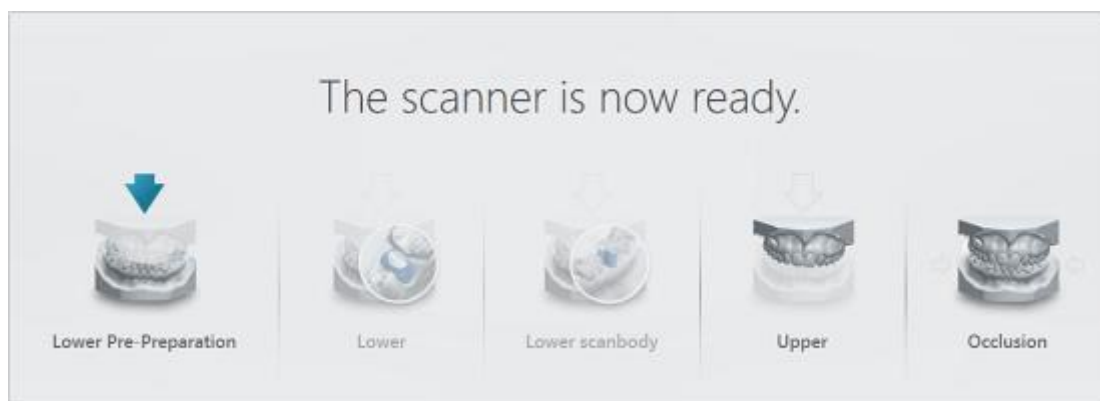 The scanner is now ready.
Lower Pre-Preparation
Lower
Lower scanbody
Upper
Occlusion